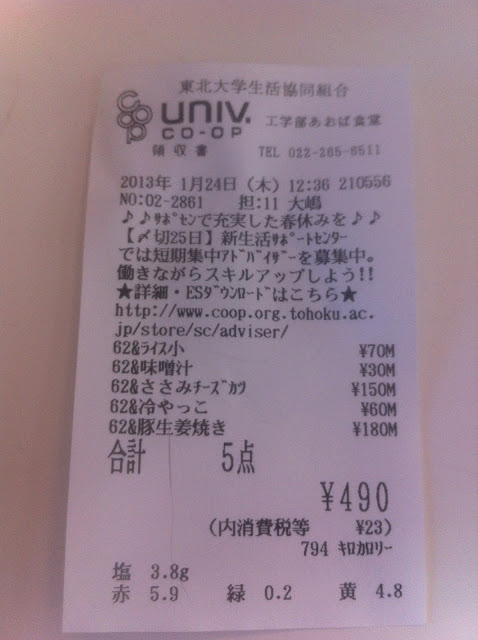 東北大学生活協同組合
coop UNIV. CO-OP 工学部あおば食堂
領収書 TEL 022-265-6511
2013年 1月24日（木）12:36 210556
NO:02-2861 担:11 大嶋
♪♪ｻﾎﾟｾﾝで充実した春休みを♪♪
【〆切25日】新生活ｻﾎﾟｰﾄｾﾝﾀｰ
では短期集中ｱﾄﾞﾊﾞｲｻﾞｰを募集中。
働きながらスキルアップしよう!!
★詳細・ESﾀﾞｳﾝﾛｰﾄﾞはこちら★
http://www.coop.org.tohoku.ac.
jp/store/sc/adviser/
62&ﾗｲｽ小 ¥70M
62&味噌汁 ¥30M
62&ささみﾁｰｽﾞｶﾂ ¥150M
62&冷やっこ ¥60M
62&豚生姜焼き ¥180M
合計 5点
¥490
(内消費税等 ¥23)
794 ｷﾛｶﾛﾘｰ
塩 3.8g
赤 5.9 緑 0.2 黄 4.8